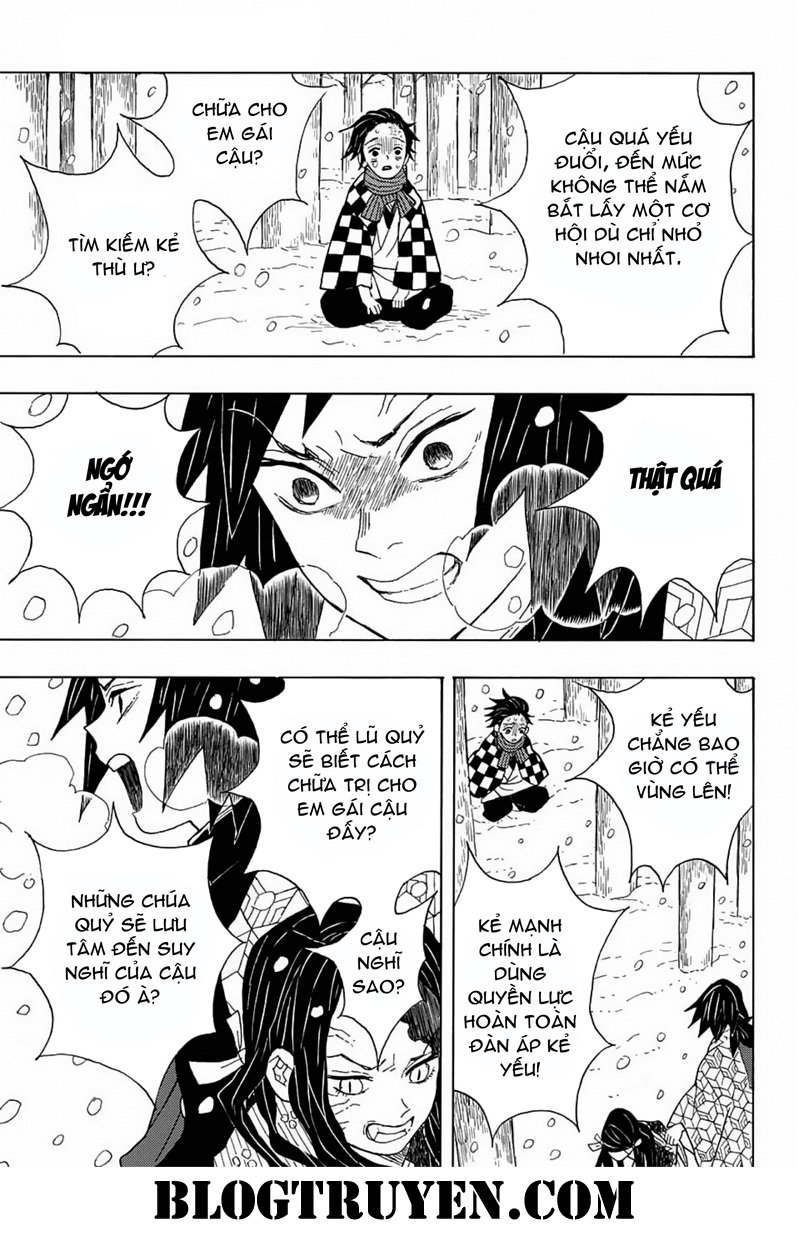 CẬU QUÁ YẾU
ĐUỐI, ĐẾN MỨC
KHÔNG THỂ NẮM
BẮT LẤY MỘT CƠ
HỘI DÙ CHỈ NHỎ
NHOI NHẤT.
CHỮA CHO
EM GÁI
CẬU?
TÌM KIẾM KẺ
THÙ Ư?
THẬT QUÁ
NGỚ
NGẨN!!!
KẺ YẾU
CHẲNG BAO
GIỜ CÓ THỂ
VÙNG LÊN!
KẺ MẠNH
CHÍNH LÀ
DÙNG
QUYỀN LỰC
HOÀN TOÀN
ĐÀN ÁP KẺ
YẾU!
CÓ THỂ LŨ QUỶ
SẼ BIẾT CÁCH
CHỮA TRỊ CHO
EM GÁI CẬU
ĐẤY?
NHỮNG CHÚA
QUỶ SẼ LƯU
TÂM ĐẾN SUY
NGHĨ CỦA CẬU
ĐÓ À?
CẬU
NGHĨ
SAO?
BLOGTRUYEN.COM